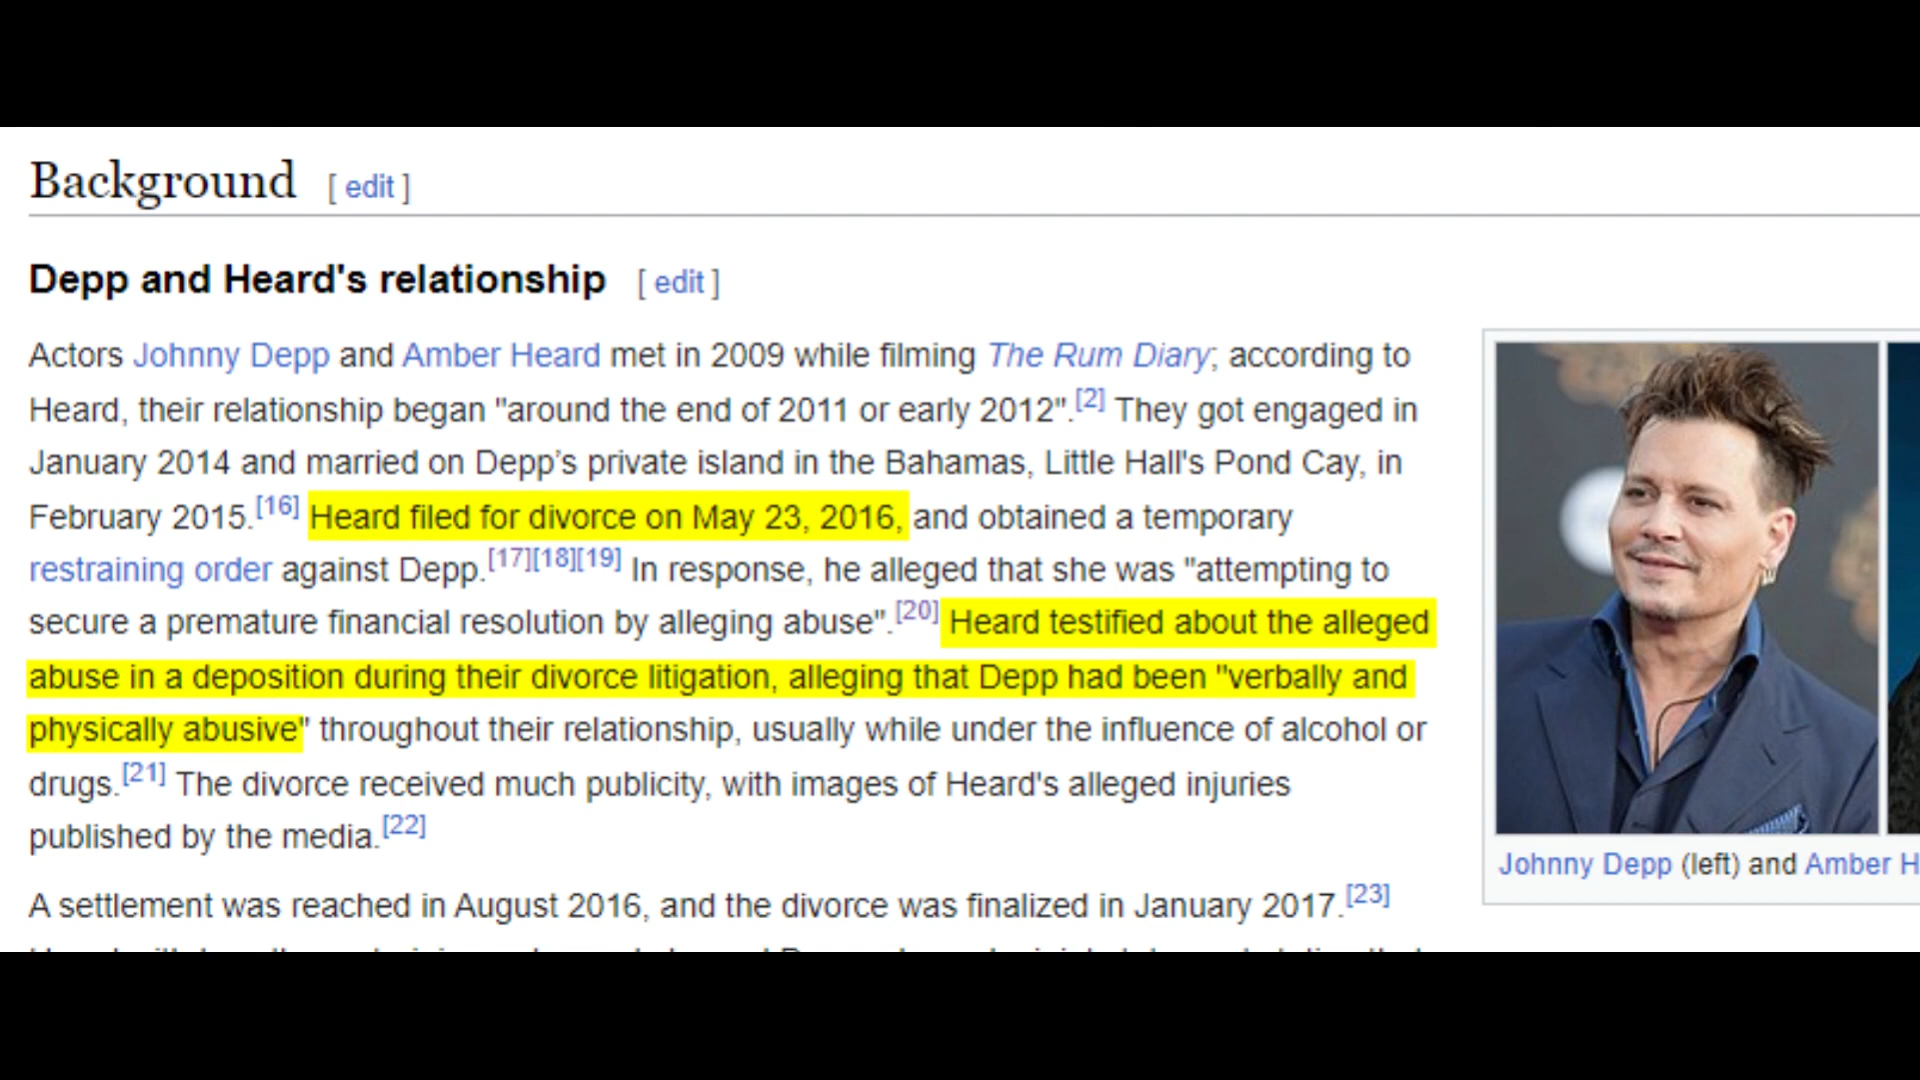 Background [ edit ]
Depp and Heard's relationship [ edit ]
Actors Johnny Depp and Amber Heard met in 2009 while filming The Rum Diary; according to
Heard, their relationship began "around the end of 2011 or early 2012".[2] They got engaged in
January 2014 and married on Depp's private island in the Bahamas, Little Hall's Pond Cay, in
February 2015.[16] Heard filed for divorce on May 23, 2016, and obtained a temporary
restraining order against Depp.[17][18][19] In response, he alleged that she was "attempting to
secure a premature financial resolution by alleging abuse".[20] Heard testified about the alleged
abuse in a deposition during their divorce litigation, alleging that Depp had been "verbally and
physically abusive" throughout their relationship, usually while under the influence of alcohol or
drugs.[21] The divorce received much publicity, with images of Heard's alleged injuries
published by the media.[22]
A settlement was reached in August 2016, and the divorce was finalized in January 2017.[23]
Johnny Depp (left) and Amber H